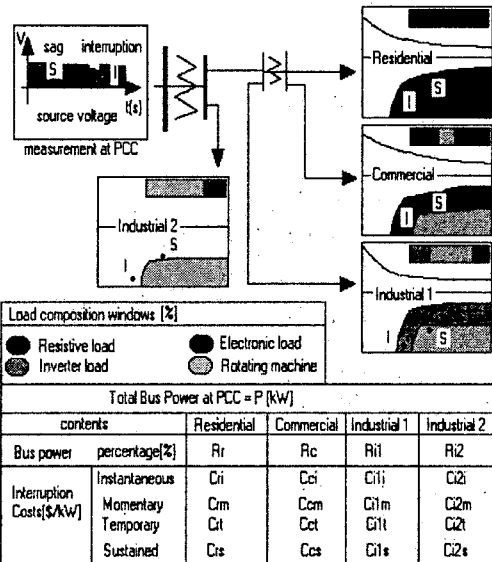 V
sag interruption
S I
t[s]
source voltage
measurement at PCC
Residential
I S
Commercial
I S
Industrial 2
S
I
Industrial 1
I S
Load composition windows [%]
Resistive load Electronic load
Inverter load Rotating machine
Total Bus Power at PCC = P [kW]
contents Residential Commercial Industrial 1 Industrial 2
Bus power percentage[%] Rr Rc Ri1 Ri2
Interruption Costs[$/kW] Instantaneous Cri Cci Ci1i Ci2i
Momentary Crm Ccm Ci1m Ci2m
Temporary Crt Cct Ci1t Ci2t
Sustained Crs Ccs Ci1s Ci2s